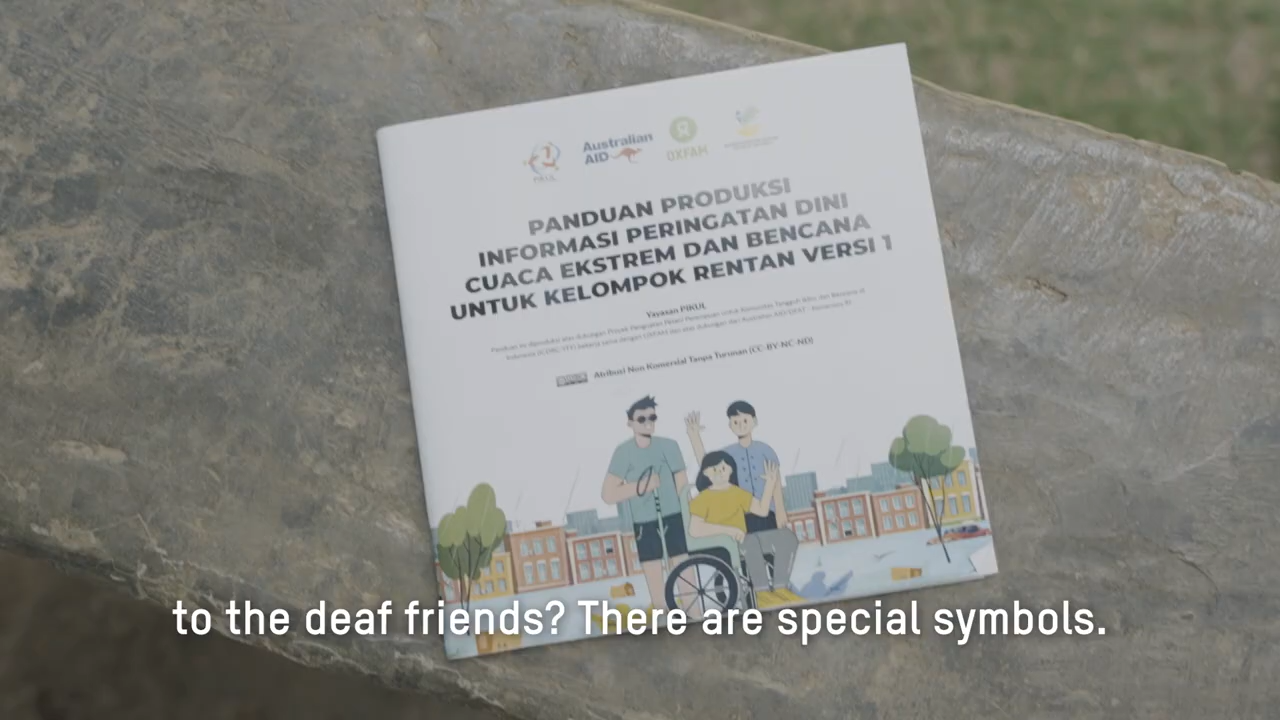 PIKUL
Australian
AID
OXFAM
PANDUAN PRODUKSI
INFORMASI PERINGATAN DINI
CUACA EKSTREM DAN BENCANA
UNTUK KELOMPOK RENTAN VERSI 1
Yayasan PIKUL
Atribusi Non Komersial Tanpa Turunan (CC-BY-NC-ND)
to the deaf friends? There are special symbols.